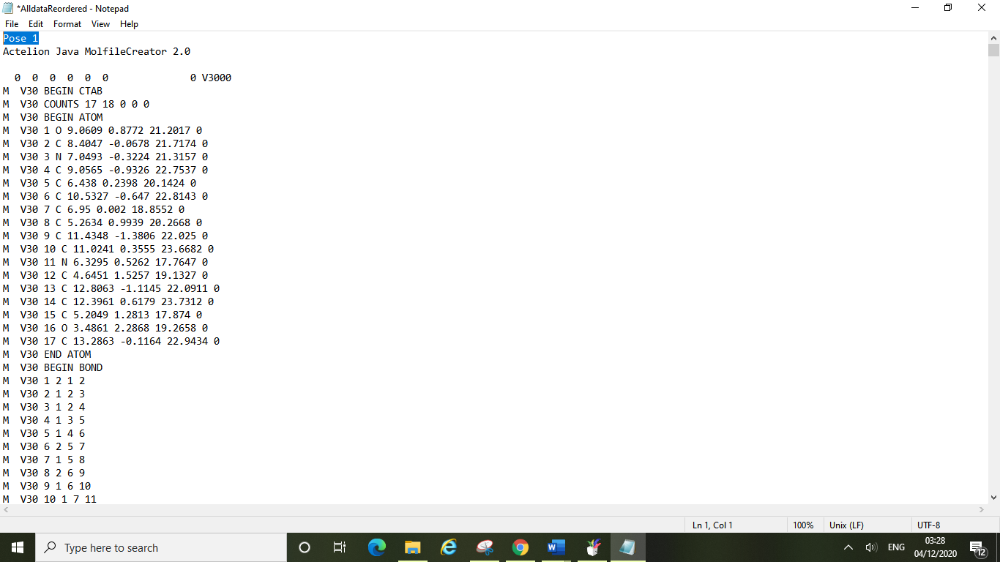 *AlldataReordered - Notepad
File Edit Format View Help
Pose 1
Actelion Java MolfileCreator 2.0
  0  0  0  0  0  0              0 V3000
M  V30 BEGIN CTAB
M  V30 COUNTS 17 18 0 0 0
M  V30 BEGIN ATOM
M  V30 1 O 9.0609 0.8772 21.2017 0
M  V30 2 C 8.4047 -0.0678 21.7174 0
M  V30 3 N 7.0493 -0.3224 21.3157 0
M  V30 4 C 9.0565 -0.9326 22.7537 0
M  V30 5 C 6.438 0.2398 20.1424 0
M  V30 6 C 10.5327 -0.647 22.8143 0
M  V30 7 C 6.95 0.002 18.8552 0
M  V30 8 C 5.2634 0.9939 20.2668 0
M  V30 9 C 11.4348 -1.3806 22.025 0
M  V30 10 C 11.0241 0.3555 23.6682 0
M  V30 11 N 6.3295 0.5262 17.7647 0
M  V30 12 C 4.6451 1.5257 19.1327 0
M  V30 13 C 12.8063 -1.1145 22.0911 0
M  V30 14 C 12.3961 0.6179 23.7312 0
M  V30 15 C 5.2049 1.2813 17.874 0
M  V30 16 O 3.4861 2.2868 19.2658 0
M  V30 17 C 13.2863 -0.1164 22.9434 0
M  V30 END ATOM
M  V30 BEGIN BOND
M  V30 1 2 1 2
M  V30 2 1 2 3
M  V30 3 1 2 4
M  V30 4 1 3 5
M  V30 5 1 4 6
M  V30 6 2 5 7
M  V30 7 1 5 8
M  V30 8 2 6 9
M  V30 9 1 6 10
M  V30 10 1 7 11
Ln 1, Col 1 100% Unix (LF) UTF-8
Type here to search
ENG
03:28
04/12/2020
12